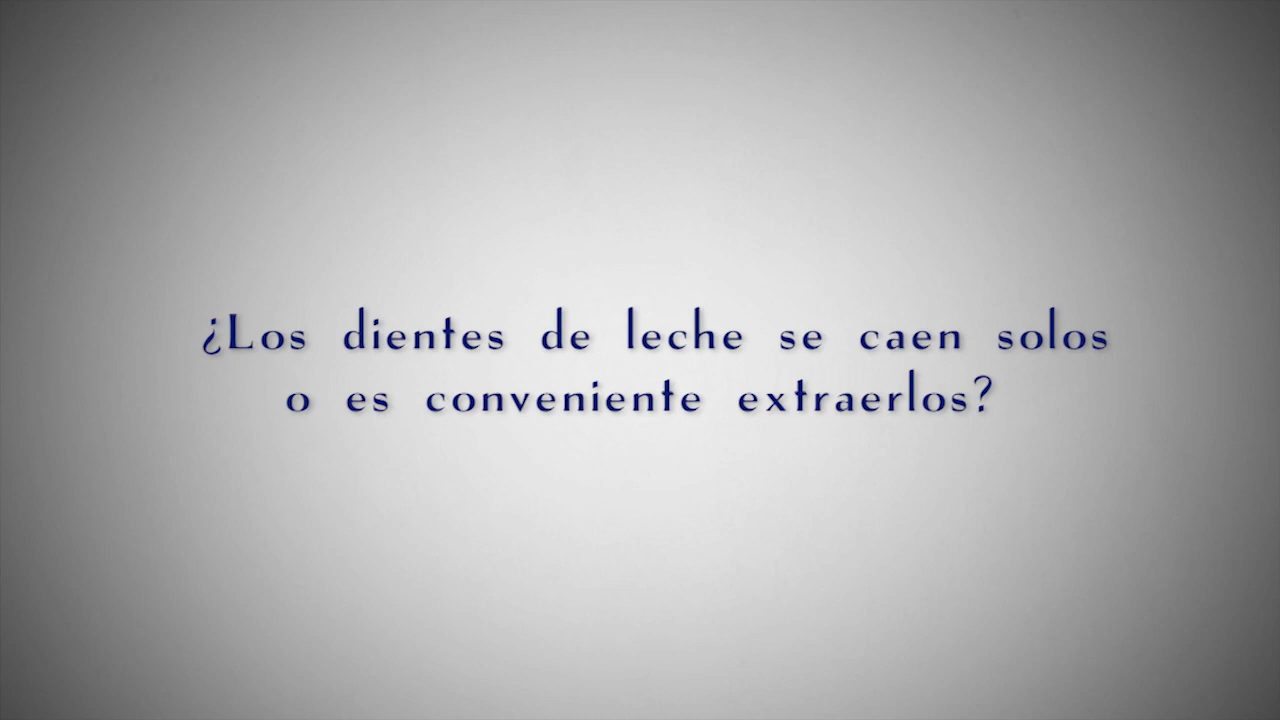 ¿Los dientes de leche se caen solos
o es conveniente extraerlos?